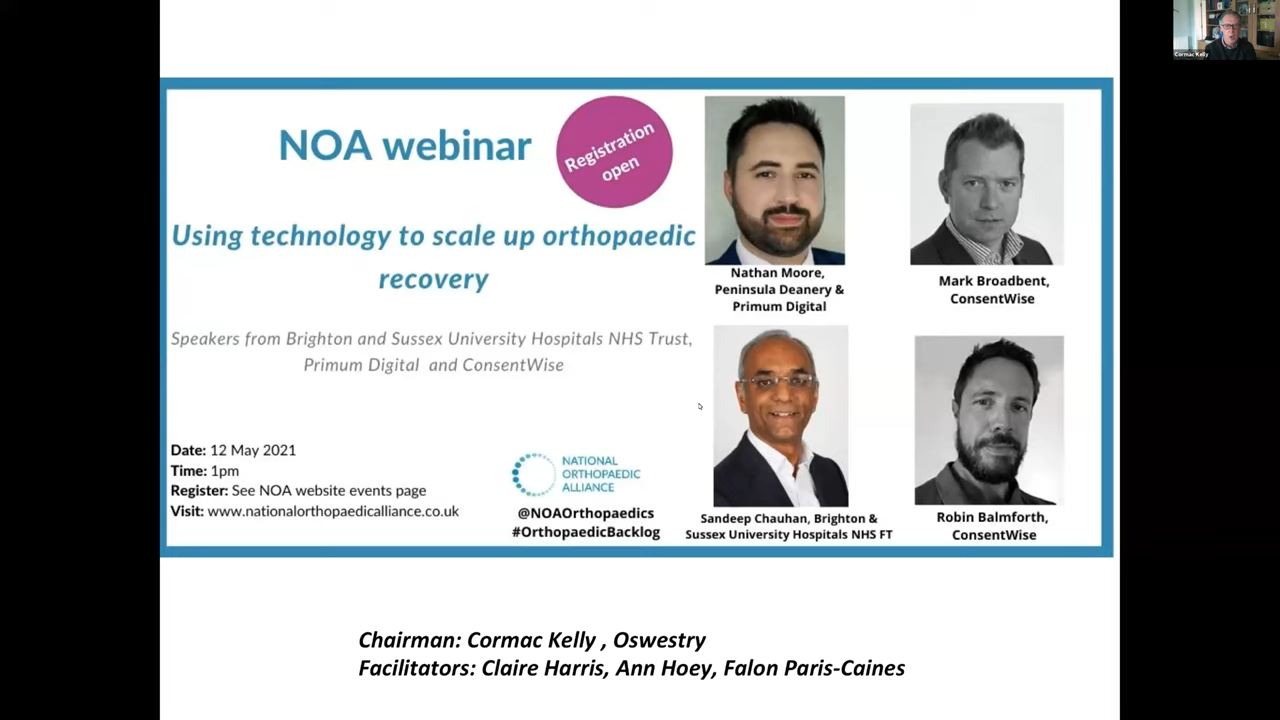 Cormac Kelly
NOA webinar
Registration
open
Using technology to scale up orthopaedic
recovery
Speakers from Brighton and Sussex University Hospitals NHS Trust,
Primum Digital and ConsentWise
Date: 12 May 2021
Time: 1pm
Register: See NOA website events page
Visit: www.nationalorthopaedicalliance.co.uk
NATIONAL
ORTHOPAEDIC
ALLIANCE
@NOAOrthopaedics
#OrthopaedicBacklog
Nathan Moore,
Peninsula Deanery &
Primum Digital
Mark Broadbent,
ConsentWise
Sandeep Chauhan, Brighton &
Sussex University Hospitals NHS FT
Robin Balmforth,
ConsentWise
Chairman: Cormac Kelly , Oswestry
Facilitators: Claire Harris, Ann Hoey, Falon Paris-Caines